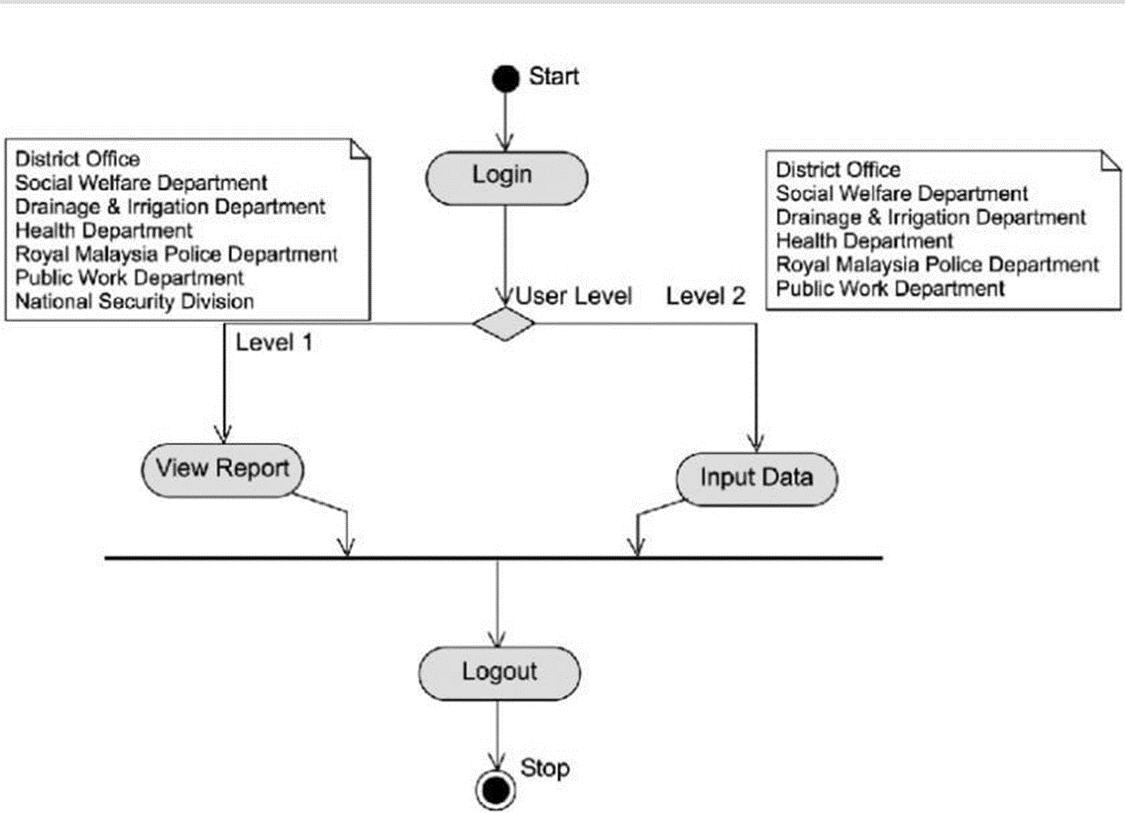 Start
Login
District Office
Social Welfare Department
Drainage & Irrigation Department
Health Department
Royal Malaysia Police Department
Public Work Department
National Security Division
District Office
Social Welfare Department
Drainage & Irrigation Department
Health Department
Royal Malaysia Police Department
Public Work Department
User Level
Level 2
Level 1
View Report
Input Data
Logout
Stop